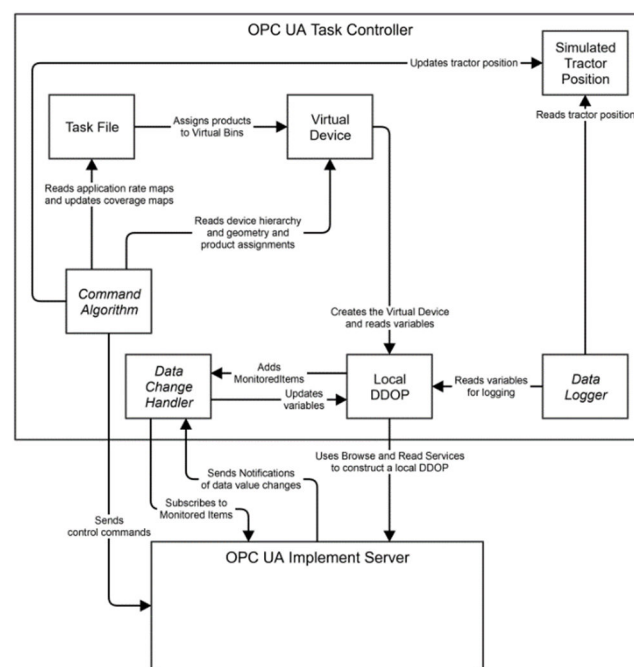 OPC UA Task Controller
Updates tractor position
Simulated
Tractor
Position
Task File
Assigns products
to Virtual Bins
Virtual
Device
Reads tractor position
Reads application rate maps
and updates coverage maps
Reads device hierarchy
and geometry and
product assignments
Command
Algorithm
Creates the Virtual Device
and reads variables
Data
Change
Handler
Adds
MonitoredItems
Updates
variables
Local
DDOP
Reads variables
for logging
Data
Logger
Uses Browse and Read Services
to construct a local DDOP
Sends Notifications
of data value changes
Subscribes to
Monitored Items
Sends
control commands
OPC UA Implement Server